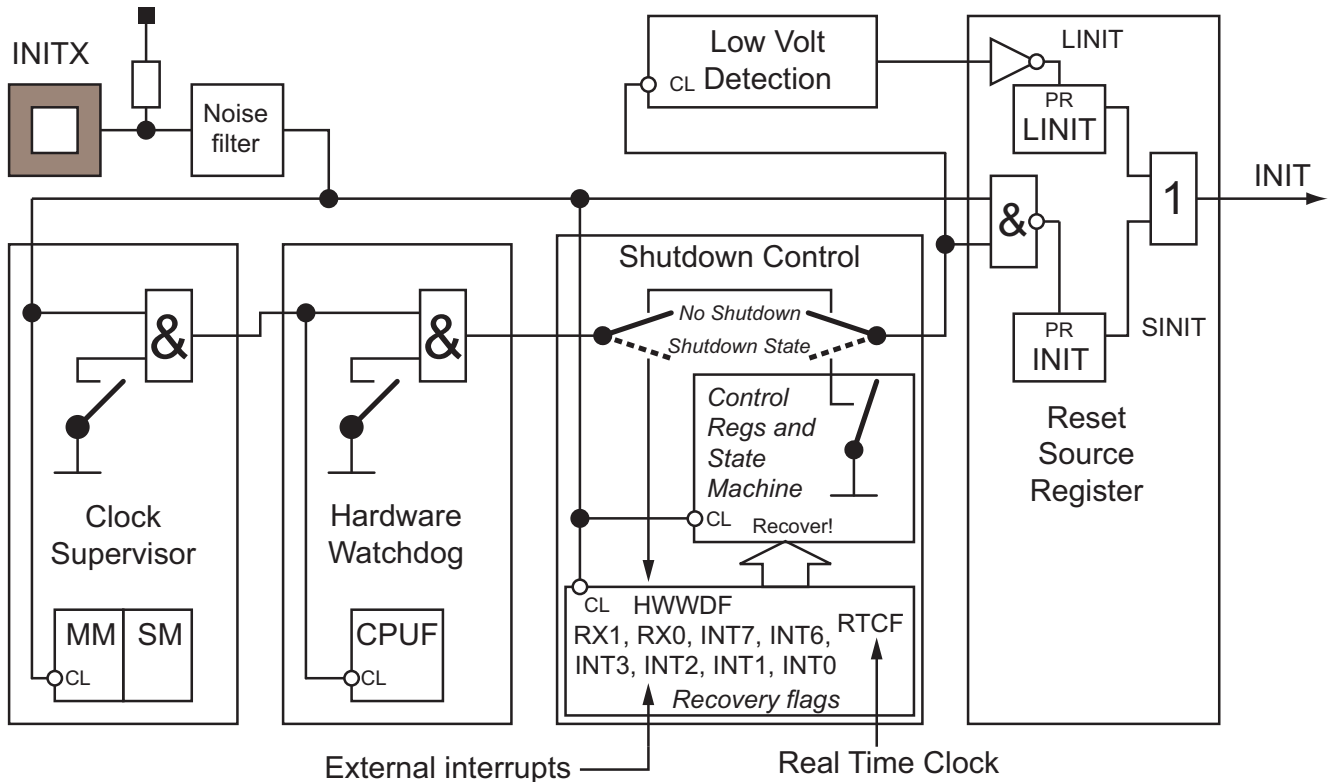 INITX
Noise
filter
Low Volt
Detection
CL
LINIT
PR
LINIT
1
INIT
&
PR
INIT
SINIT
Reset
Source
Register
&
Clock
Supervisor
MM SM
CL
&
Hardware
Watchdog
CPUF
CL
Shutdown Control
No Shutdown
Shutdown State
Control
Regs and
State
Machine
CL
Recover!
CL HWWDF
RX1, RX0, INT7, INT6,
INT3, INT2, INT1, INT0
RTCF
Recovery flags
External interrupts
Real Time Clock